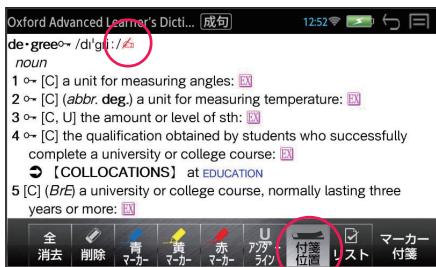 Oxford Advanced Learner's Dicti... 成句 12:52
de･gree /dɪˈɡriː/
noun
1 [C] a unit for measuring angles: EX
2 [C] (abbr. deg.) a unit for measuring temperature: EX
3 [C, U] the amount or level of sth: EX
4 [C] the qualification obtained by students who successfully
complete a university or college course: EX
➲ 【COLLOCATIONS】 at EDUCATION
5 [C] (BrE) a university or college course, normally lasting three
years or more: EX
全消去 削除 青マーカー 黄マーカー 赤マーカー Uアンダーライン 付箋位置 リスト マーカー付箋